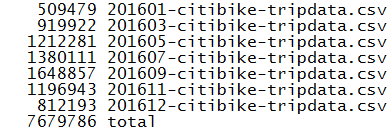 509479 201601-citibike-tripdata.csv
919922 201603-citibike-tripdata.csv
1212281 201605-citibike-tripdata.csv
1380111 201607-citibike-tripdata.csv
1648857 201609-citibike-tripdata.csv
1196943 201611-citibike-tripdata.csv
812193 201612-citibike-tripdata.csv
7679786 total